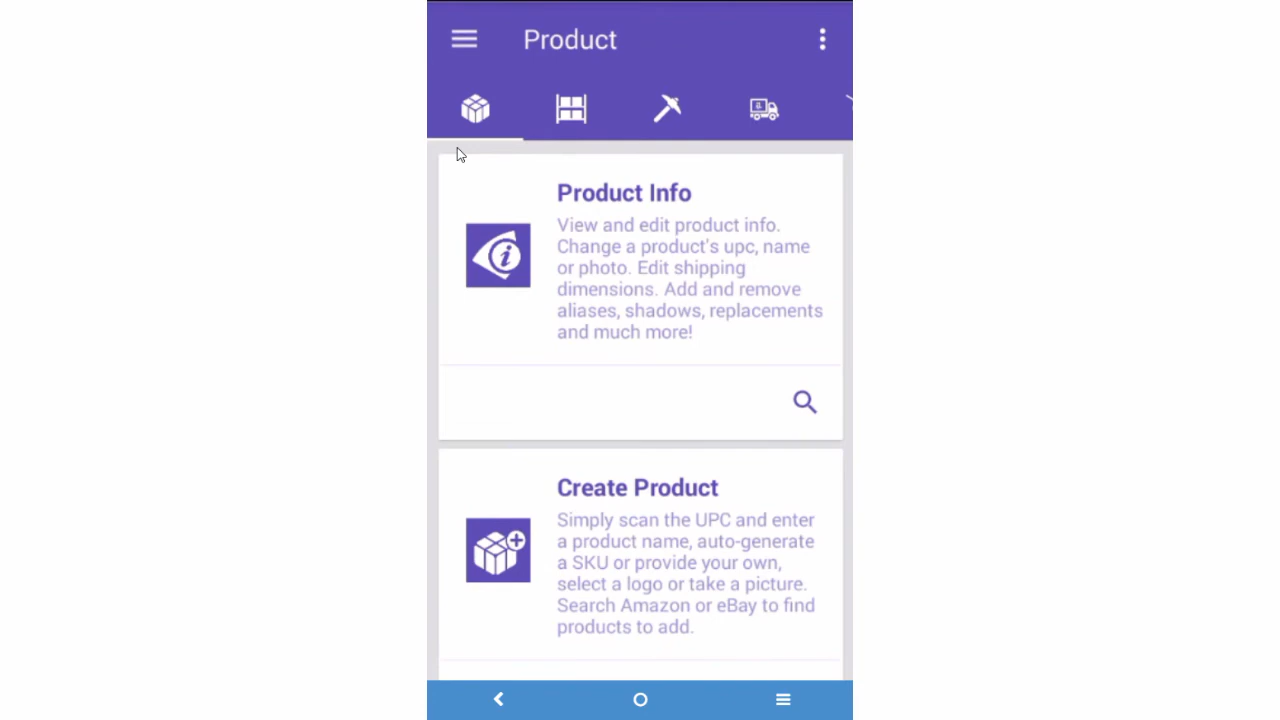 Product
Product Info
View and edit product info.
Change a product's upc, name
or photo. Edit shipping
dimensions. Add and remove
aliases, shadows, replacements
and much more!
Create Product
Simply scan the UPC and enter
a product name, auto-generate
a SKU or provide your own,
select a logo or take a picture.
Search Amazon or eBay to find
products to add.